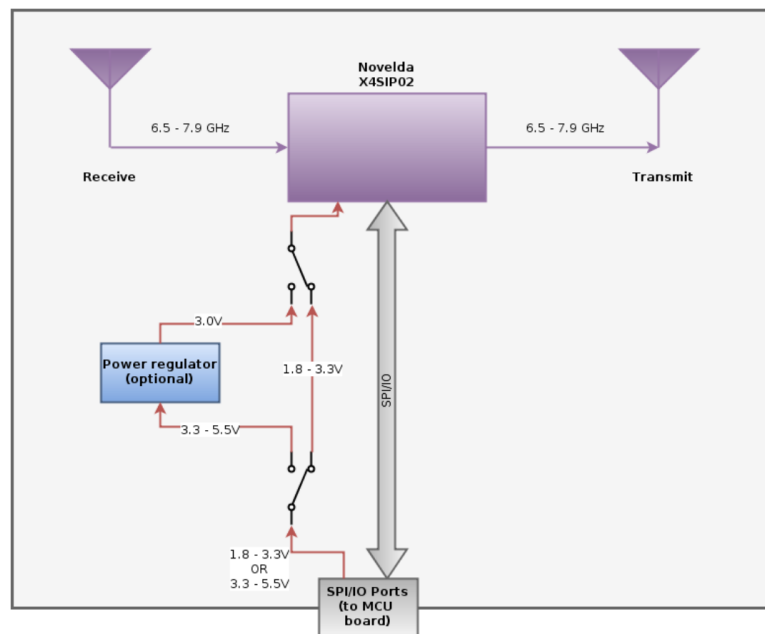 Novelda
X4SIP02
6.5 - 7.9 GHz
6.5 - 7.9 GHz
Receive
Transmit
3.0V
Power regulator
(optional)
1.8 - 3.3V
SPI/IO
3.3 - 5.5V
1.8 - 3.3V
OR
3.3 - 5.5V
SPI/IO Ports
(to MCU
board)